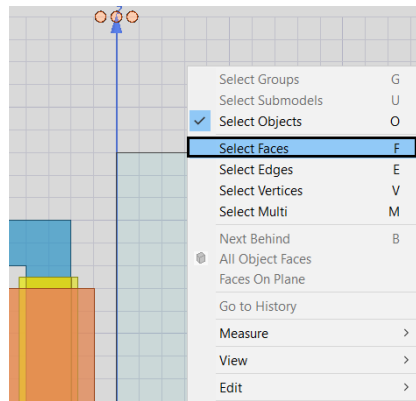 Select Groups G
Select Submodels U
Select Objects O
Select Faces F
Select Edges E
Select Vertices V
Select Multi M
Next Behind B
All Object Faces
Faces On Plane
Go to History
Measure
View
Edit